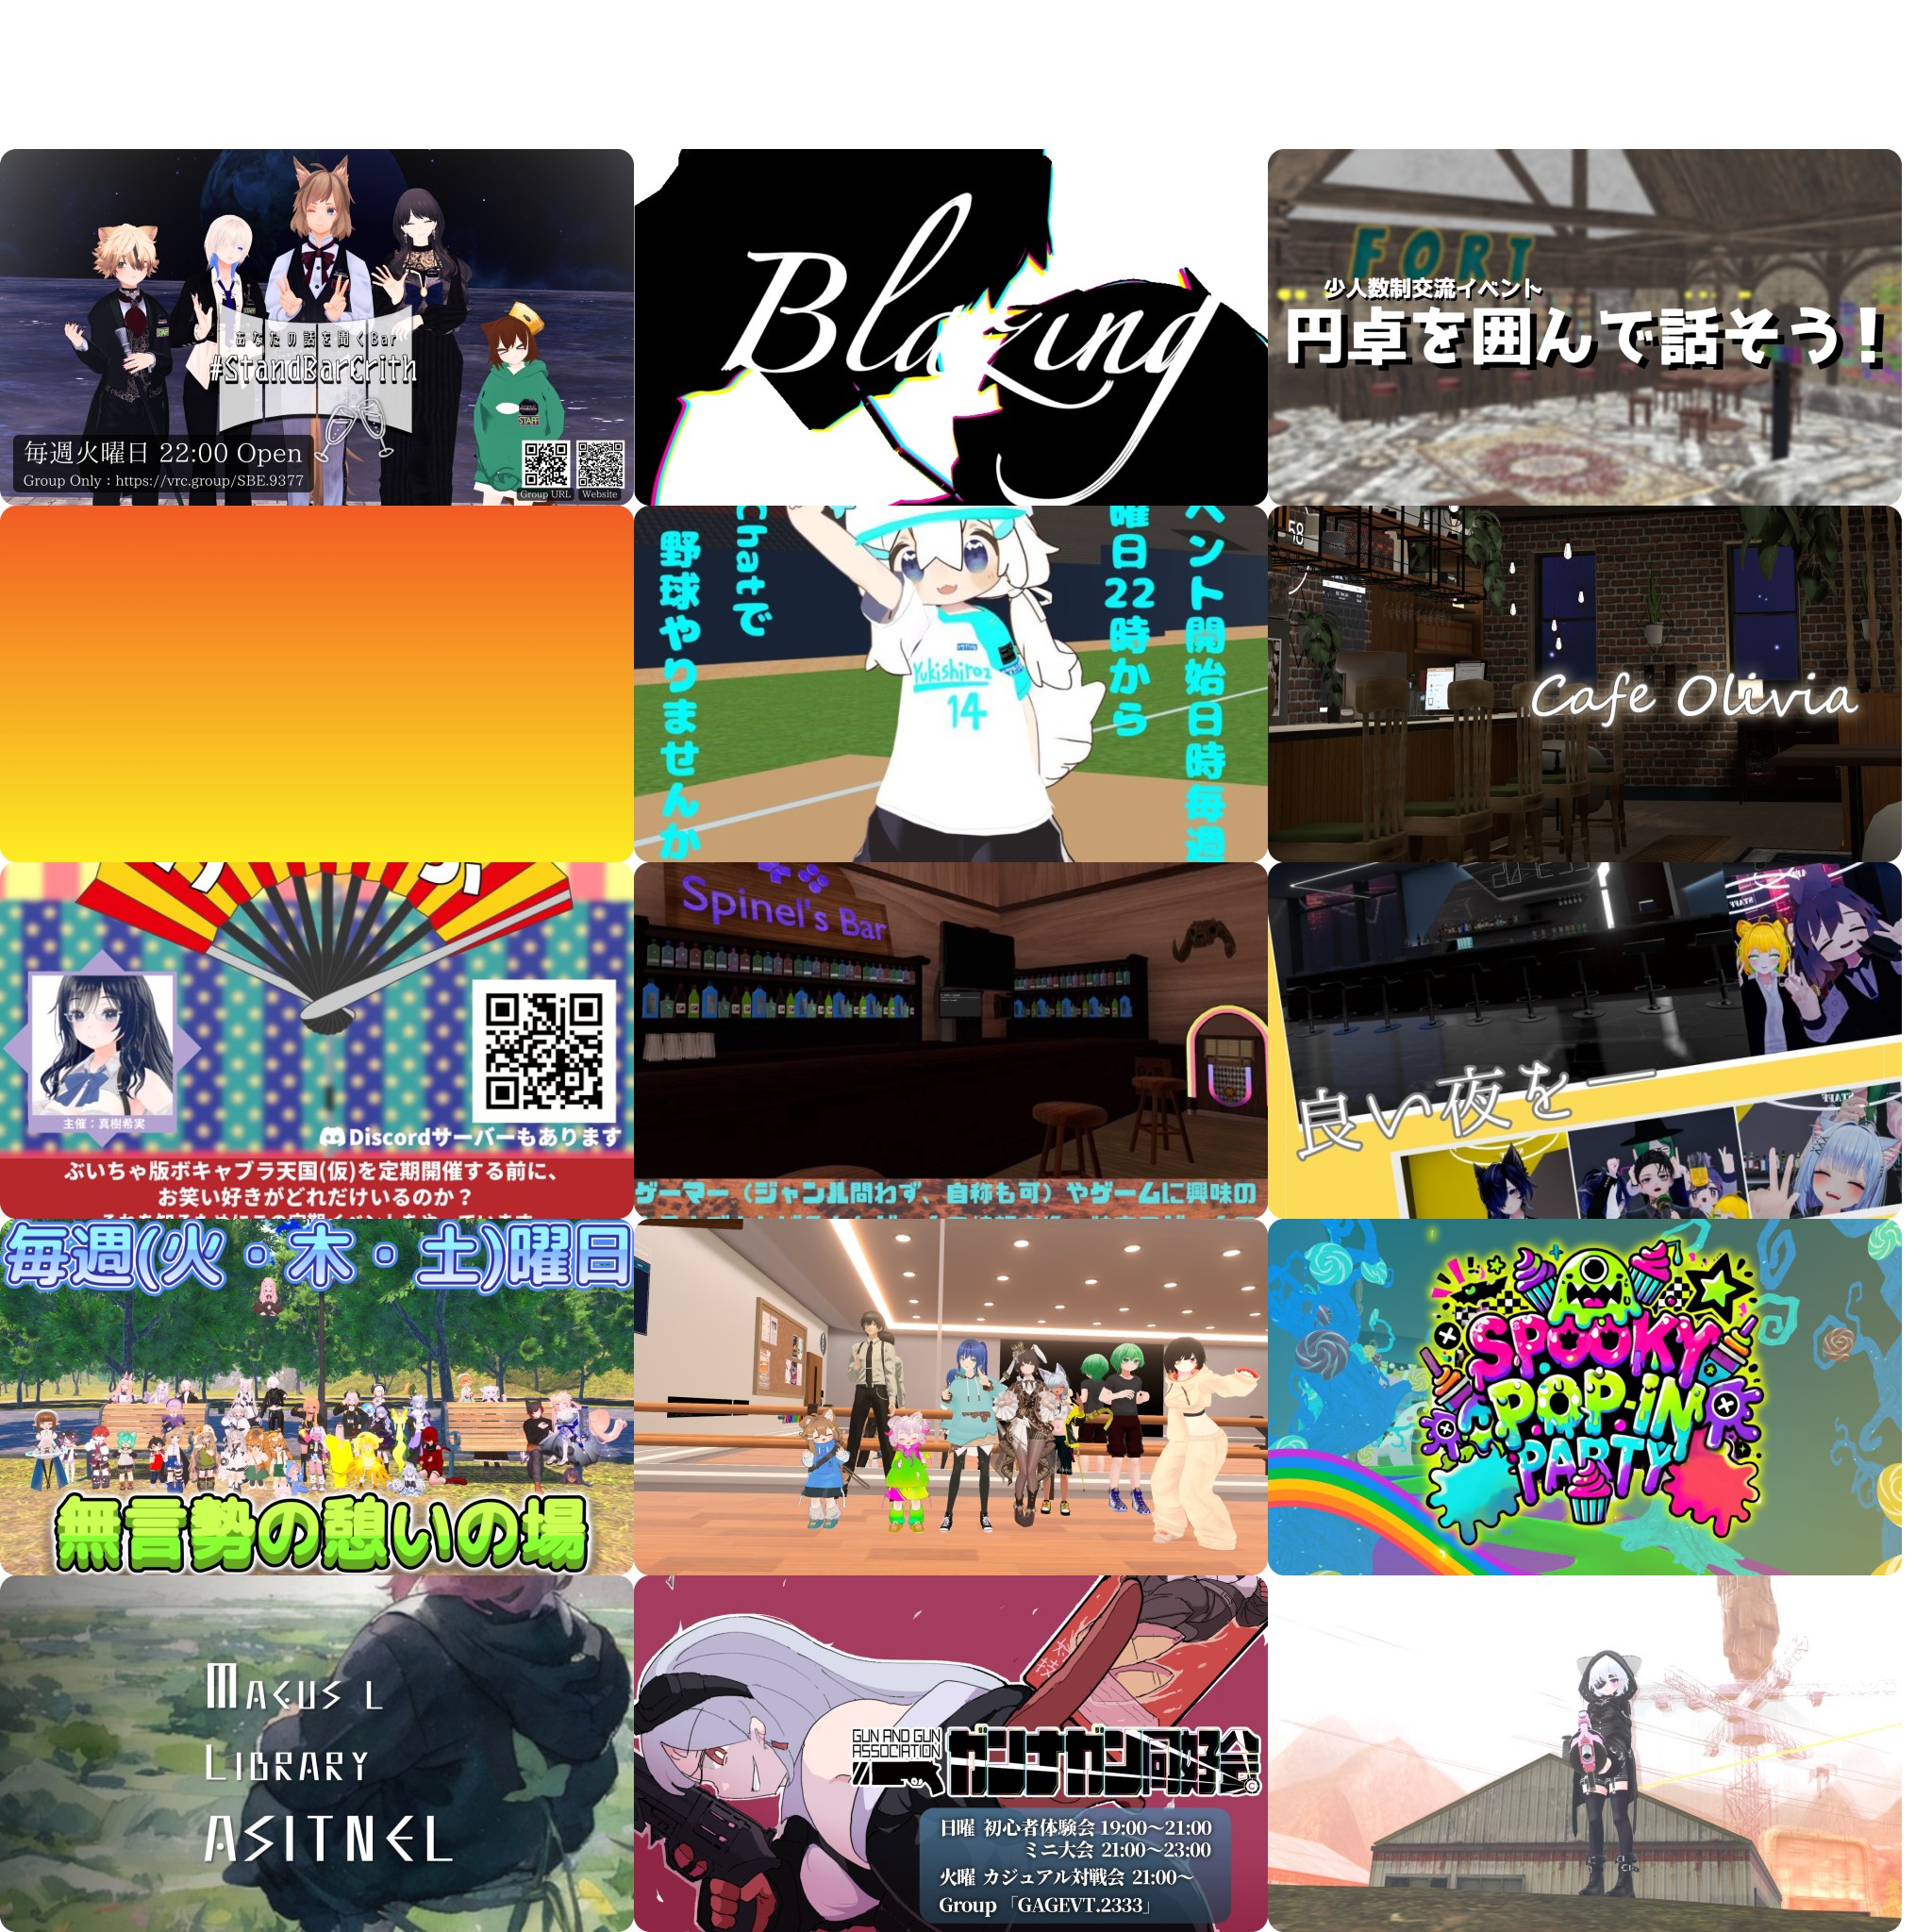 あなたの話を聞くBar
#StandBarCrith
STAFF
毎週火曜日 22:00 Open
Group Only : https://vrc.group/SBE.9377
Group URL
Website
Blazing
FORT
少人数制交流イベント
円卓を囲んで話そう!
ベント開始日時毎週
曜日22時から
chatで
野球やりませんか
Yukishiro2
14
58
Cafe Olivia
主催：真樹希実
Discordサーバーもあります
ぶいちゃ版ボキャブラ天国(仮)を定期開催する前に、
お笑い好きがどれだけいるのか？
Spinel's Bar
ゲーマー（ジャンル問わず、自称も可）やゲームに興味の
STAFF
良い夜を―
毎週(火・木・土)曜日
無言勢の憩いの場
SPOOKY
POP-IN
PARTY
MACUS L
LIBRARY
ASITNEL
GUN AND GUN
ASSOCIATION
ガンナガン同好会
日曜 初心者体験会 19:00～21:00
ミニ大会 21:00～23:00
火曜 カジュアル対戦会 21:00～
Group 「GAGEVT.2333」